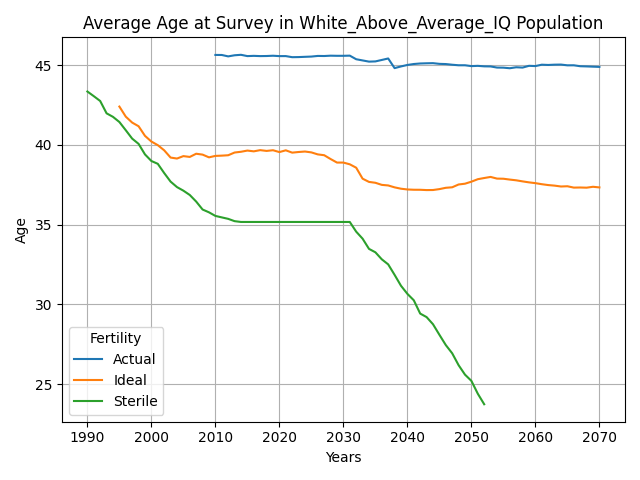 Average Age at Survey in White_Above_Average_IQ Population
Age
45
40
35
30
25
Fertility
Actual
Ideal
Sterile
1990 2000 2010 2020 2030 2040 2050 2060 2070
Years